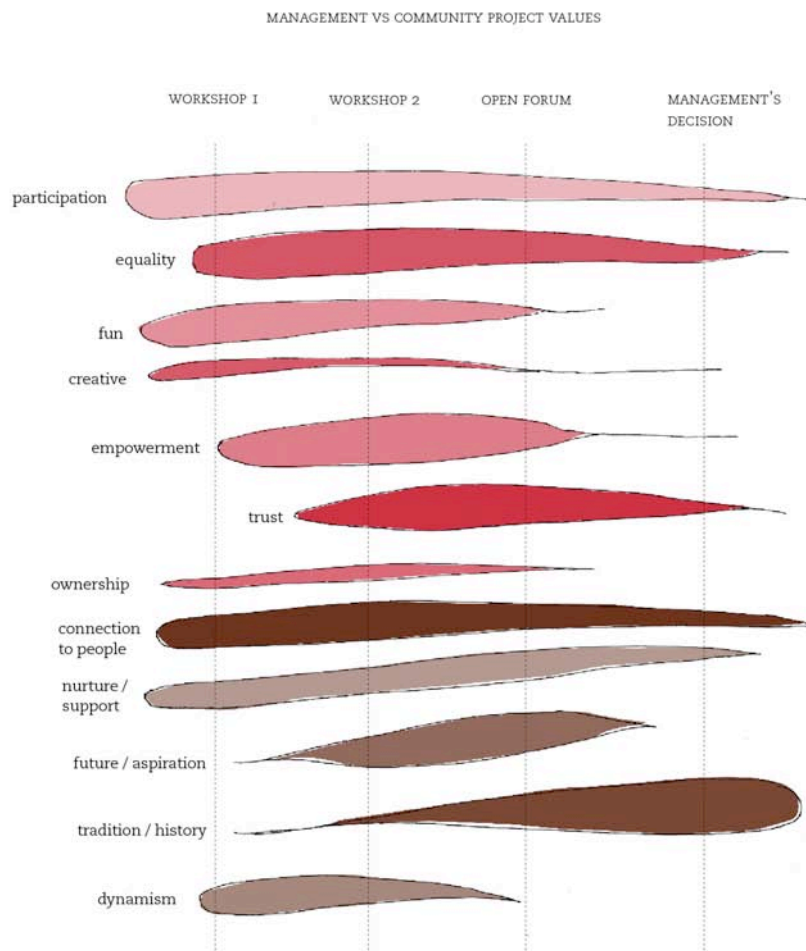 MANAGEMENT VS COMMUNITY PROJECT VALUES
WORKSHOP 1
WORKSHOP 2
OPEN FORUM
MANAGEMENT'S
DECISION
participation
equality
fun
creative
empowerment
trust
ownership
connection
to people
nurture /
support
future / aspiration
tradition / history
dynamism